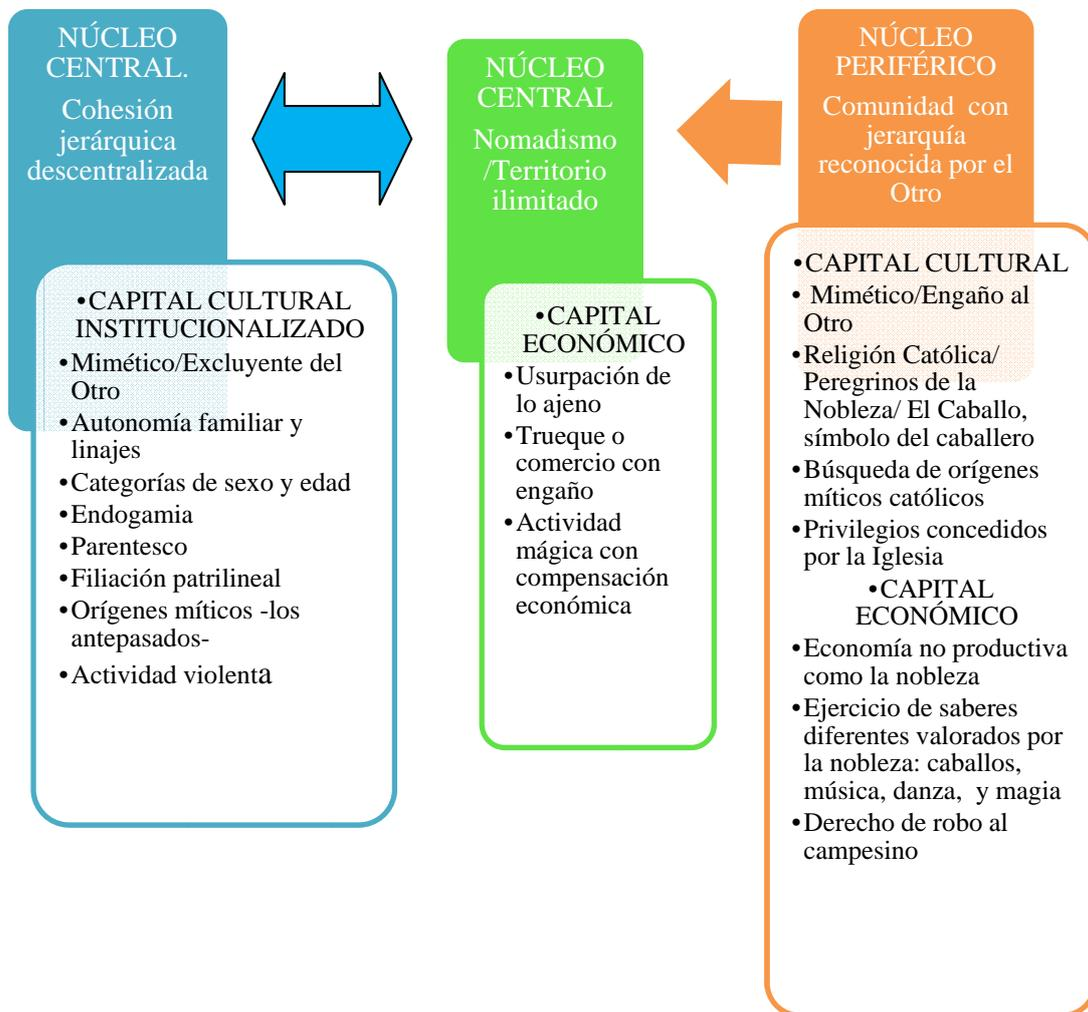 NÚCLEO
CENTRAL.
Cohesión
jerárquica
descentralizada
•CAPITAL CULTURAL
INSTITUCIONALIZADO
•Mimético/Excluyente del
Otro
•Autonomía familiar y
linajes
•Categorías de sexo y edad
•Endogamia
•Parentesco
•Filiación patrilineal
•Orígenes míticos -los
antepasados-
•Actividad violenta
NÚCLEO
CENTRAL
Nomadismo
/Territorio
ilimitado
•CAPITAL
ECONÓMICO
•Usurpación de
lo ajeno
•Trueque o
comercio con
engaño
•Actividad
mágica con
compensación
económica
NÚCLEO
PERIFÉRICO
Comunidad con
jerarquía
reconocida por el
Otro
•CAPITAL CULTURAL
• Mimético/Engaño al
Otro
•Religión Católica/
Peregrinos de la
Nobleza/ El Caballo,
símbolo del caballero
•Búsqueda de orígenes
míticos católicos
•Privilegios concedidos
por la Iglesia
•CAPITAL
ECONÓMICO
•Economía no productiva
como la nobleza
•Ejercicio de saberes
diferentes valorados por
la nobleza: caballos,
música, danza, y magia
•Derecho de robo al
campesino